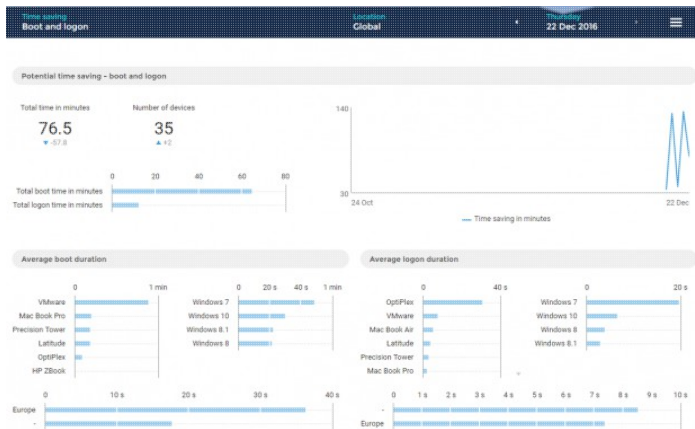 Time saving
Boot and logon
Location
Global
Thursday
22 Dec 2016
Potential time saving - boot and logon
Total time in minutes
Number of devices
76.5
35
▼ -57.8
▲ +2
0 20 40 60 80
Total boot time in minutes
Total logon time in minutes
140
30
24 Oct
22 Dec
Time saving in minutes
Average boot duration
0 1 min
VMware
Mac Book Pro
Precision Tower
Latitude
OptiPlex
HP ZBook
0 20 s 40 s 1 min
Windows 7
Windows 10
Windows 8.1
Windows 8
0 10 s 20 s 30 s 40 s
Europe
-
Average logon duration
0 40 s
OptiPlex
VMware
Mac Book Air
Latitude
Precision Tower
Mac Book Pro
0 20 s
Windows 7
Windows 10
Windows 8
Windows 8.1
0 1 s 2 s 3 s 4 s 5 s 6 s 7 s 8 s 9 s 10 s
-
Europe